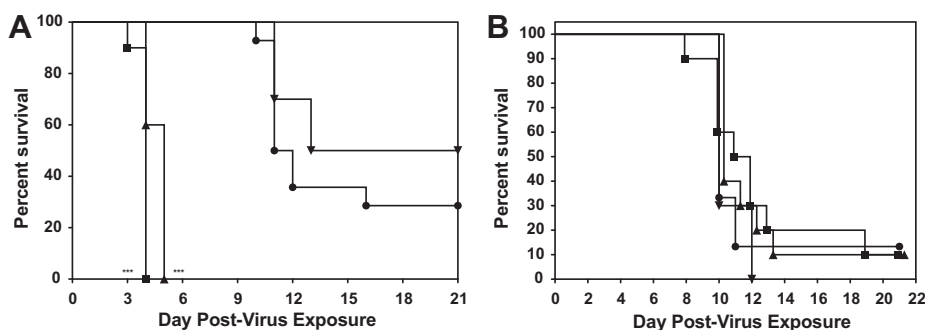 A
Percent survival
100
80
60
40
20
0
*** ***
0 3 6 9 12 15 18 21
Day Post-Virus Exposure
B
Percent survival
100
90
80
70
60
50
40
30
20
10
0
0 2 4 6 8 10 12 14 16 18 20 22
Day Post-Virus Exposure